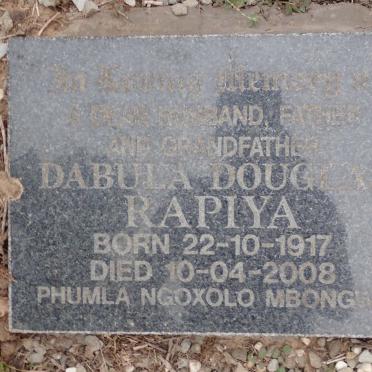 In Loving Memory of
A DEAR HUSBAND, FATHER
AND GRANDFATHER
DABULA DOUGLAS
RAPIYA
BORN 22-10-1917
DIED 10-04-2008
PHUMLA NGOXOLO